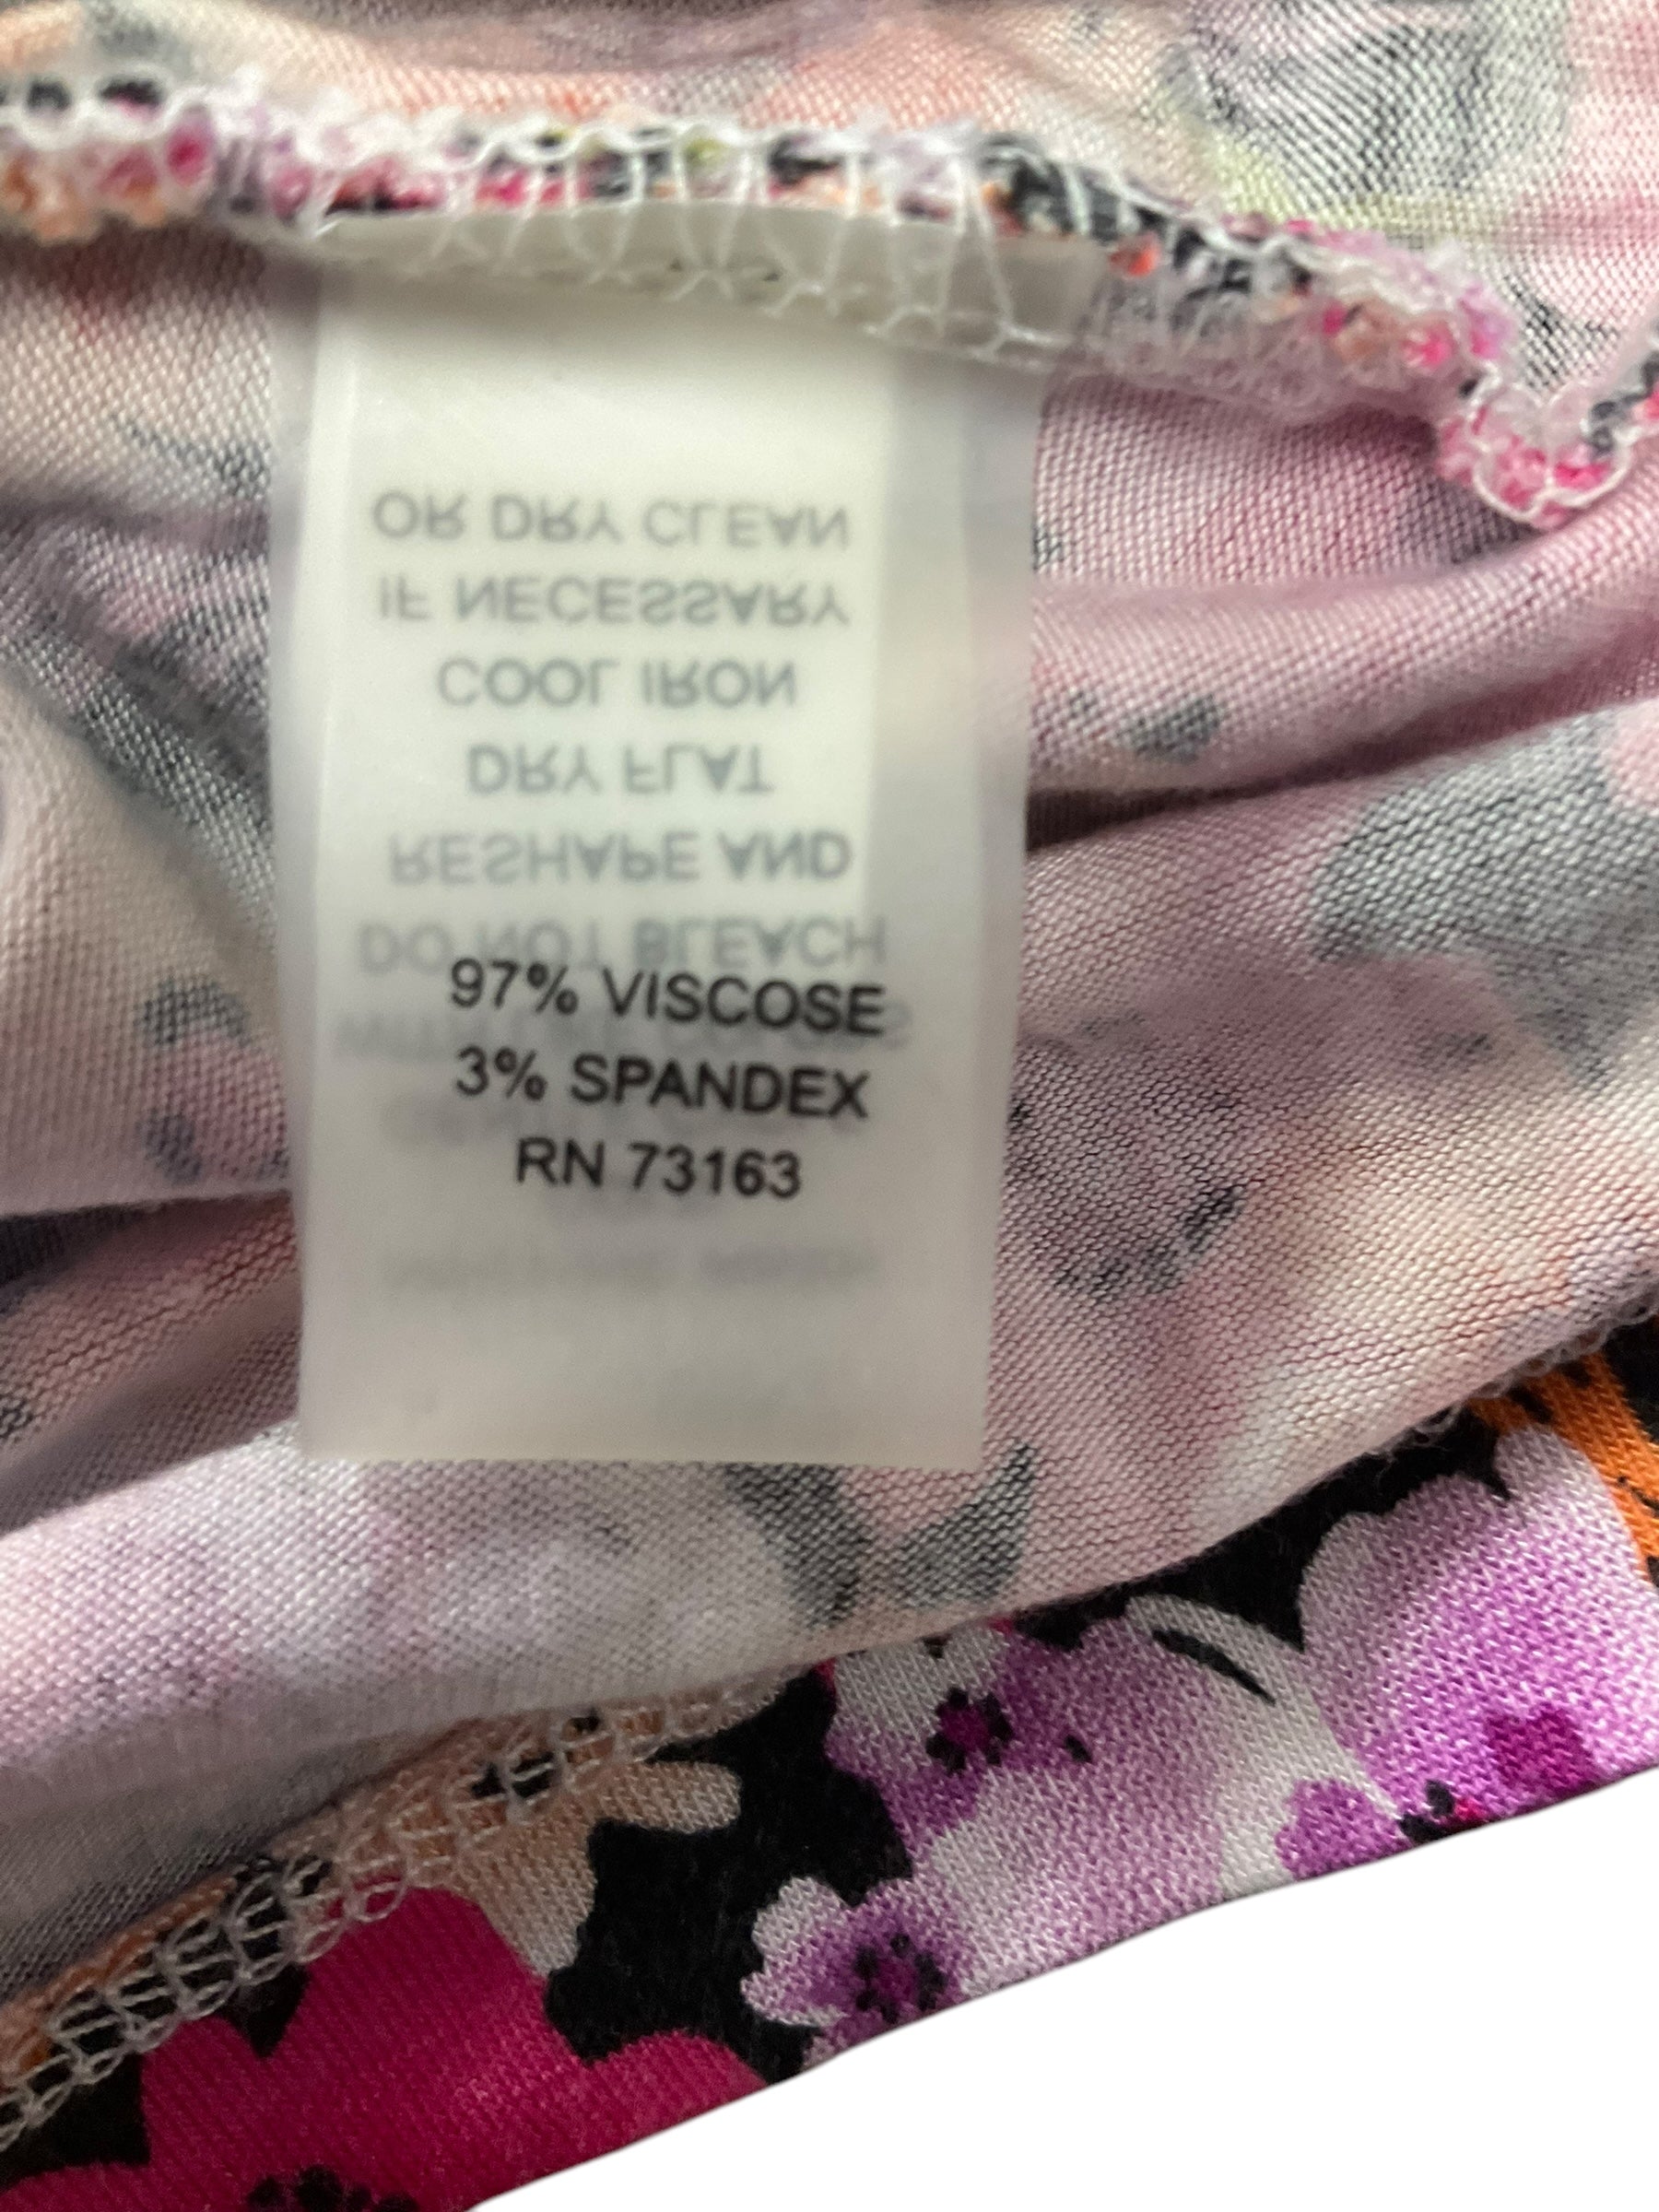 OR DRY CLEAN
IF NECESSARY
COOL IRON
DRY FLAT
RESHAPE AND
DO NOT BLEACH
97% VISCOSE
3% SPANDEX
RN 73163